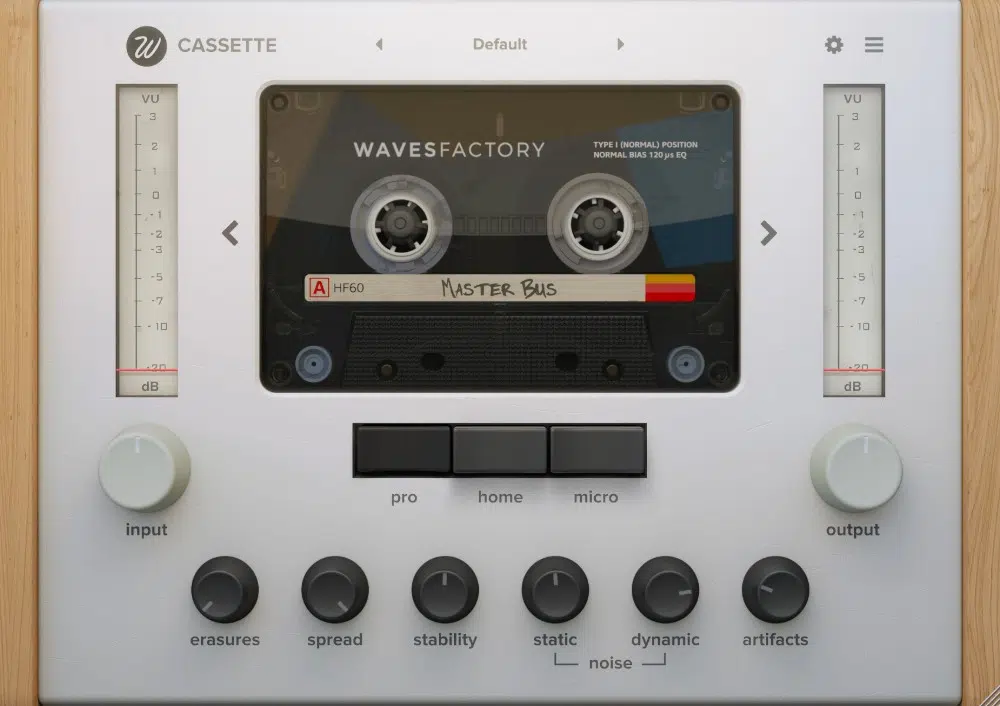 W CASSETTE
Default
VU
3
2
1
0
-1
-2
-3
-5
-7
-10
-20
dB
WAVESFACTORY
TYPE I (NORMAL) POSITION
NORMAL BIAS 120 µs EQ
A HF60 MASTER BUS
VU
3
2
1
0
-1
-2
-3
-5
-7
-10
-20
dB
pro home micro
input
output
erasures spread stability static dynamic artifacts
noise